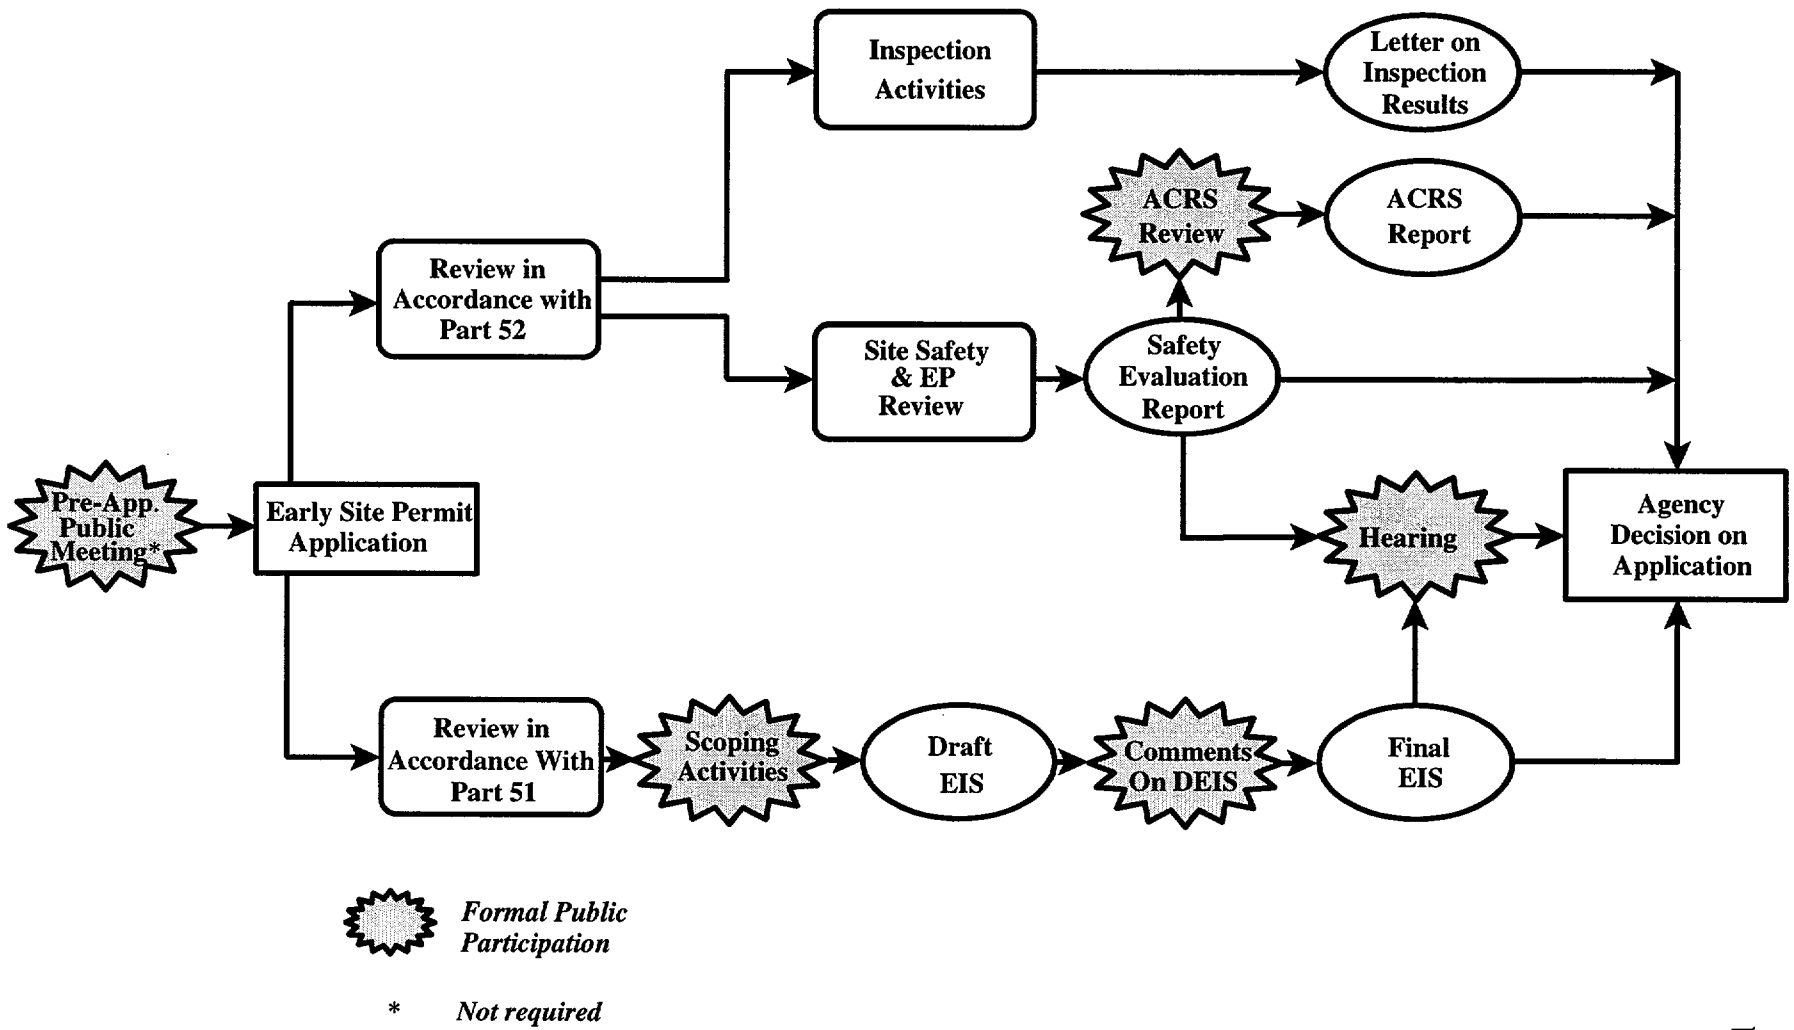 Inspection
Activities
Letter on
Inspection
Results
ACRS
Review
ACRS
Report
Review in
Accordance with
Part 52
Site Safety
& EP
Review
Safety
Evaluation
Report
Pre-App.
Public
Meeting*
Early Site Permit
Application
Hearing
Agency
Decision on
Application
Review in
Accordance With
Part 51
Scoping
Activities
Draft
EIS
Comments
On DEIS
Final
EIS
Formal Public
Participation
* Not required